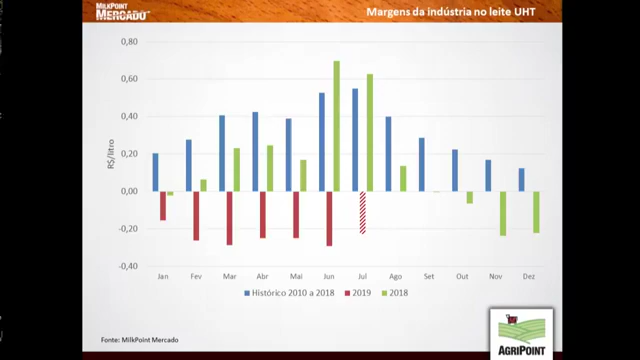 MilkPoint
MERCADO
Margens da indústria no leite UHT
0,80
0,60
0,40
0,20
0,00
-0,20
-0,40
R$/litro
Jan Fev Mar Abr Mai Jun Jul Ago Set Out Nov Dez
Histórico 2010 a 2018 2019 2018
Fonte: MilkPoint Mercado
AGRIPOINT